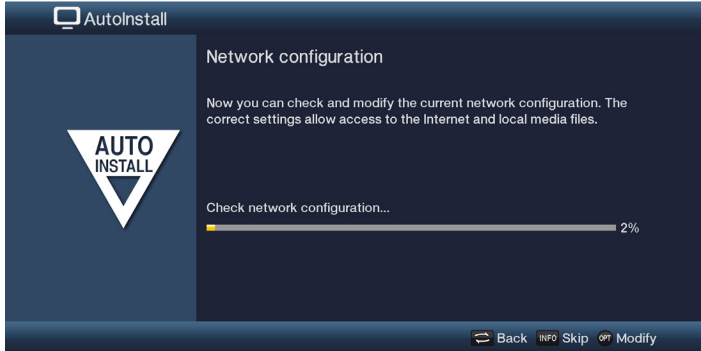 AutoInstall
Network configuration
Now you can check and modify the current network configuration. The
correct settings allow access to the Internet and local media files.
AUTO
INSTALL
Check network configuration...
2%
Back INFO Skip OPT Modify